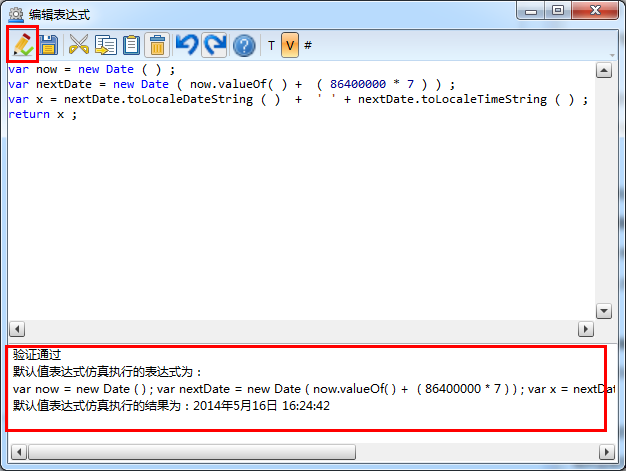 编辑表达式
T V #
var now = new Date ( ) ;
var nextDate = new Date ( now.valueOf( ) + ( 86400000 * 7 ) ) ;
var x = nextDate.toLocaleDateString ( ) + ' ' + nextDate.toLocaleTimeString ( ) ;
return x ;
验证通过
默认值表达式仿真执行的表达式为：
var now = new Date ( ) ; var nextDate = new Date ( now.valueOf( ) + ( 86400000 * 7 ) ) ; var x = nextDat
默认值表达式仿真执行的结果为：2014年5月16日 16:24:42